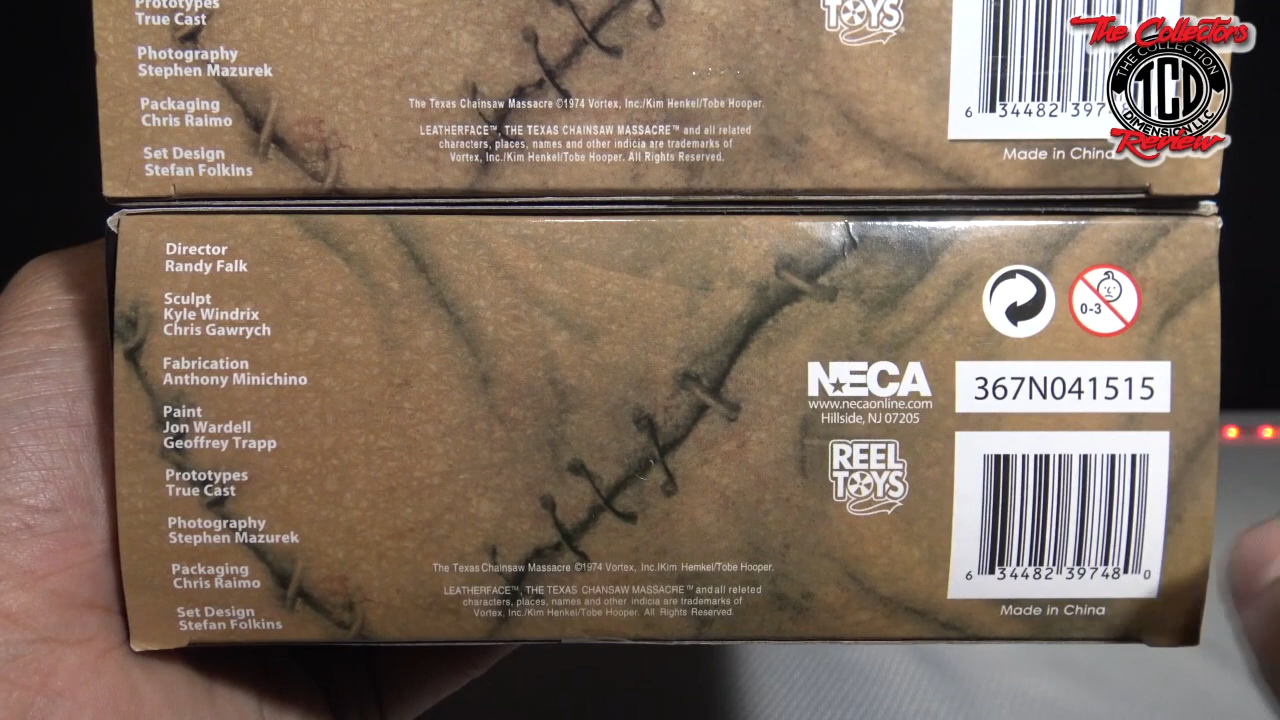 Prototypes
True Cast
Photography
Stephen Mazurek
Packaging
Chris Raimo
Set Design
Stefan Folkins
The Texas Chainsaw Massacre ©1974 Vortex, Inc./Kim Henkel/Tobe Hooper.
LEATHERFACE™, THE TEXAS CHAINSAW MASSACRE™ and all related
characters, places, names and other indicia are trademarks of
Vortex, Inc./Kim Henkel/Tobe Hooper. All Rights Reserved.
TOYS
6 34482 397
Made in China
The Collectors
THE COLLECTION
TCD
DIMENSION LLC
Review
Director
Randy Falk
Sculpt
Kyle Windrix
Chris Gawrych
Fabrication
Anthony Minichino
Paint
Jon Wardell
Geoffrey Trapp
Prototypes
True Cast
Photography
Stephen Mazurek
Packaging
Chris Raimo
Set Design
Stefan Folkins
The Texas Chainsaw Massacre ©1974 Vortex, Inc.IKim Hemkel/Tobe Hooper.
LEATHERFACE™, THE TEXAS CHAINSAW MASSACRE™ and all releted
characters, places, names and other indicia are trademarks of
Vortex, Inc./Kim Henkel/Tobe Hooper. All Rights Reserved.
0-3
NECA
www.necaonline.com
Hillside, NJ 07205
REEL
TOYS
367N041515
6 34482 39748 0
Made in China